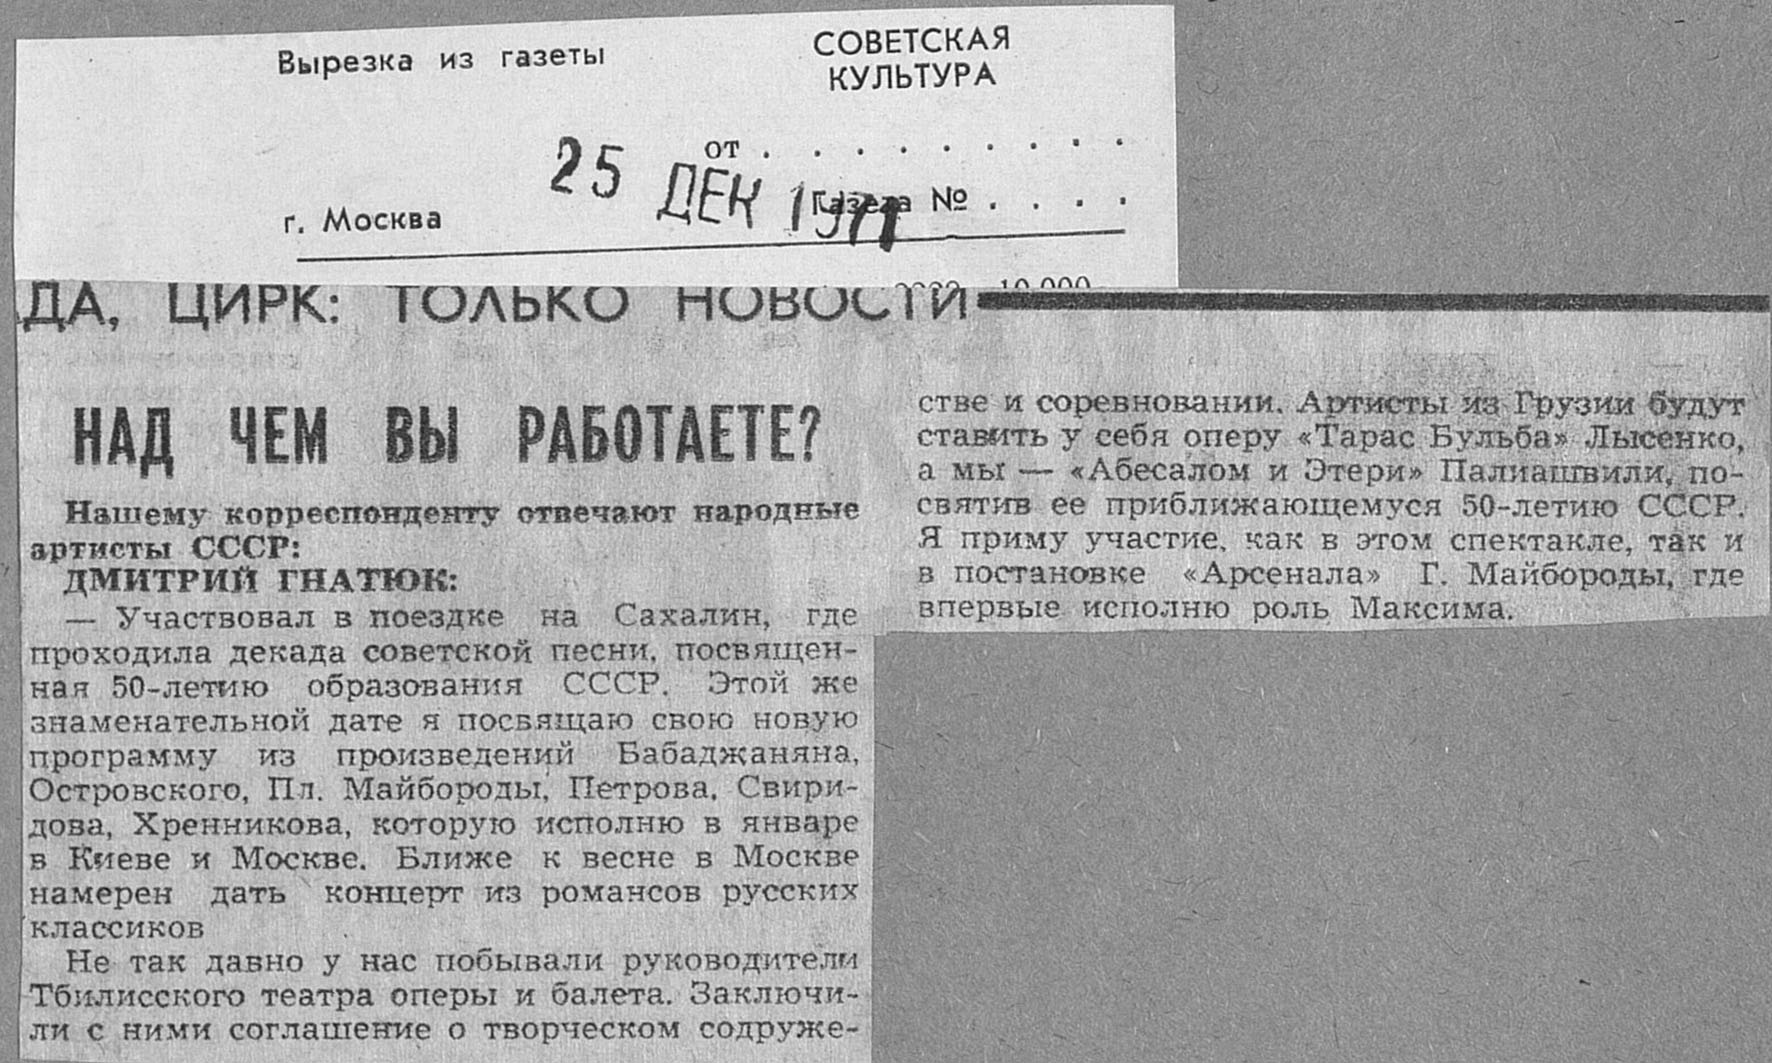 Вырезка из газеты
СОВЕТСКАЯ
КУЛЬТУРА
от . . . . . . . . .
25 ДЕК 1971
г. Москва
Газета № . . . .
10.000
ДА, ЦИРК: ТОЛЬКО НОВОСТИ
НАД ЧЕМ ВЫ РАБОТАЕТЕ?
Нашему корреспонденту отвечают народные
артисты СССР:
ДМИТРИЙ ГНАТЮК:
— Участвовал в поездке на Сахалин, где
проходила декада советской песни, посвящен-
ная 50-летию образования СССР. Этой же
знаменательной дате я посвящаю свою новую
программу из произведений Бабаджаняна,
Островского, Пл. Майбороды, Петрова, Свири-
дова, Хренникова, которую исполню в январе
в Киеве и Москве. Ближе к весне в Москве
намерен дать концерт из романсов русских
классиков
Не так давно у нас побывали руководители
Тбилисского театра оперы и балета. Заключи-
ли с ними соглашение о творческом содруже-
стве и соревновании. Артисты из Грузии будут
ставить у себя оперу «Тарас Бульба» Лысенко,
а мы — «Абесалом и Этери» Палиашвили, по-
святив ее приближающемуся 50-летию СССР.
Я приму участие, как в этом спектакле, так и
в постановке «Арсенала» Г. Майбороды, где
впервые исполню роль Максима.